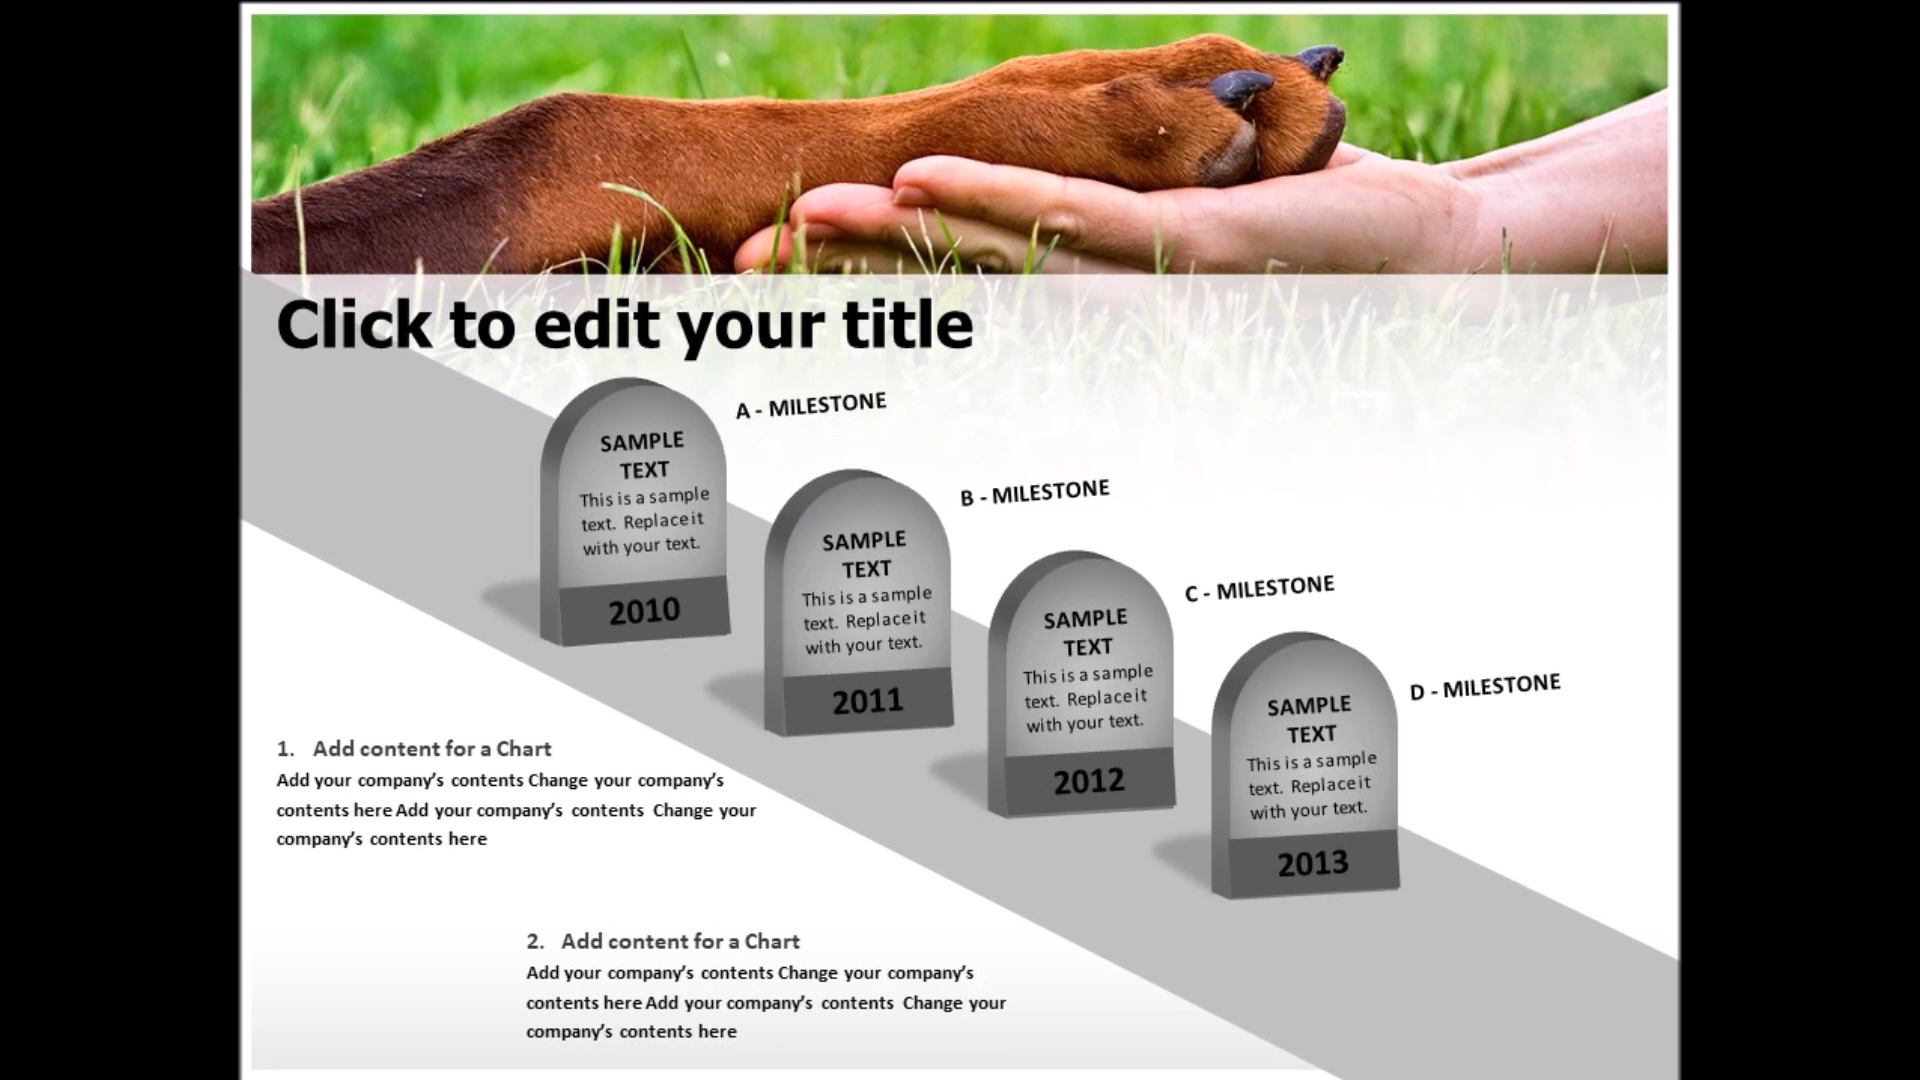 Click to edit your title
A - MILESTONE
SAMPLE
TEXT
This is a sample
text. Replace it
with your text.
2010
B - MILESTONE
SAMPLE
TEXT
This is a sample
text. Replace it
with your text.
2011
C - MILESTONE
SAMPLE
TEXT
This is a sample
text. Replace it
with your text.
2012
D - MILESTONE
SAMPLE
TEXT
This is a sample
text. Replace it
with your text.
2013
1. Add content for a Chart
Add your company’s contents Change your company’s
contents here Add your company’s contents Change your
company’s contents here
2. Add content for a Chart
Add your company’s contents Change your company’s
contents here Add your company’s contents Change your
company’s contents here